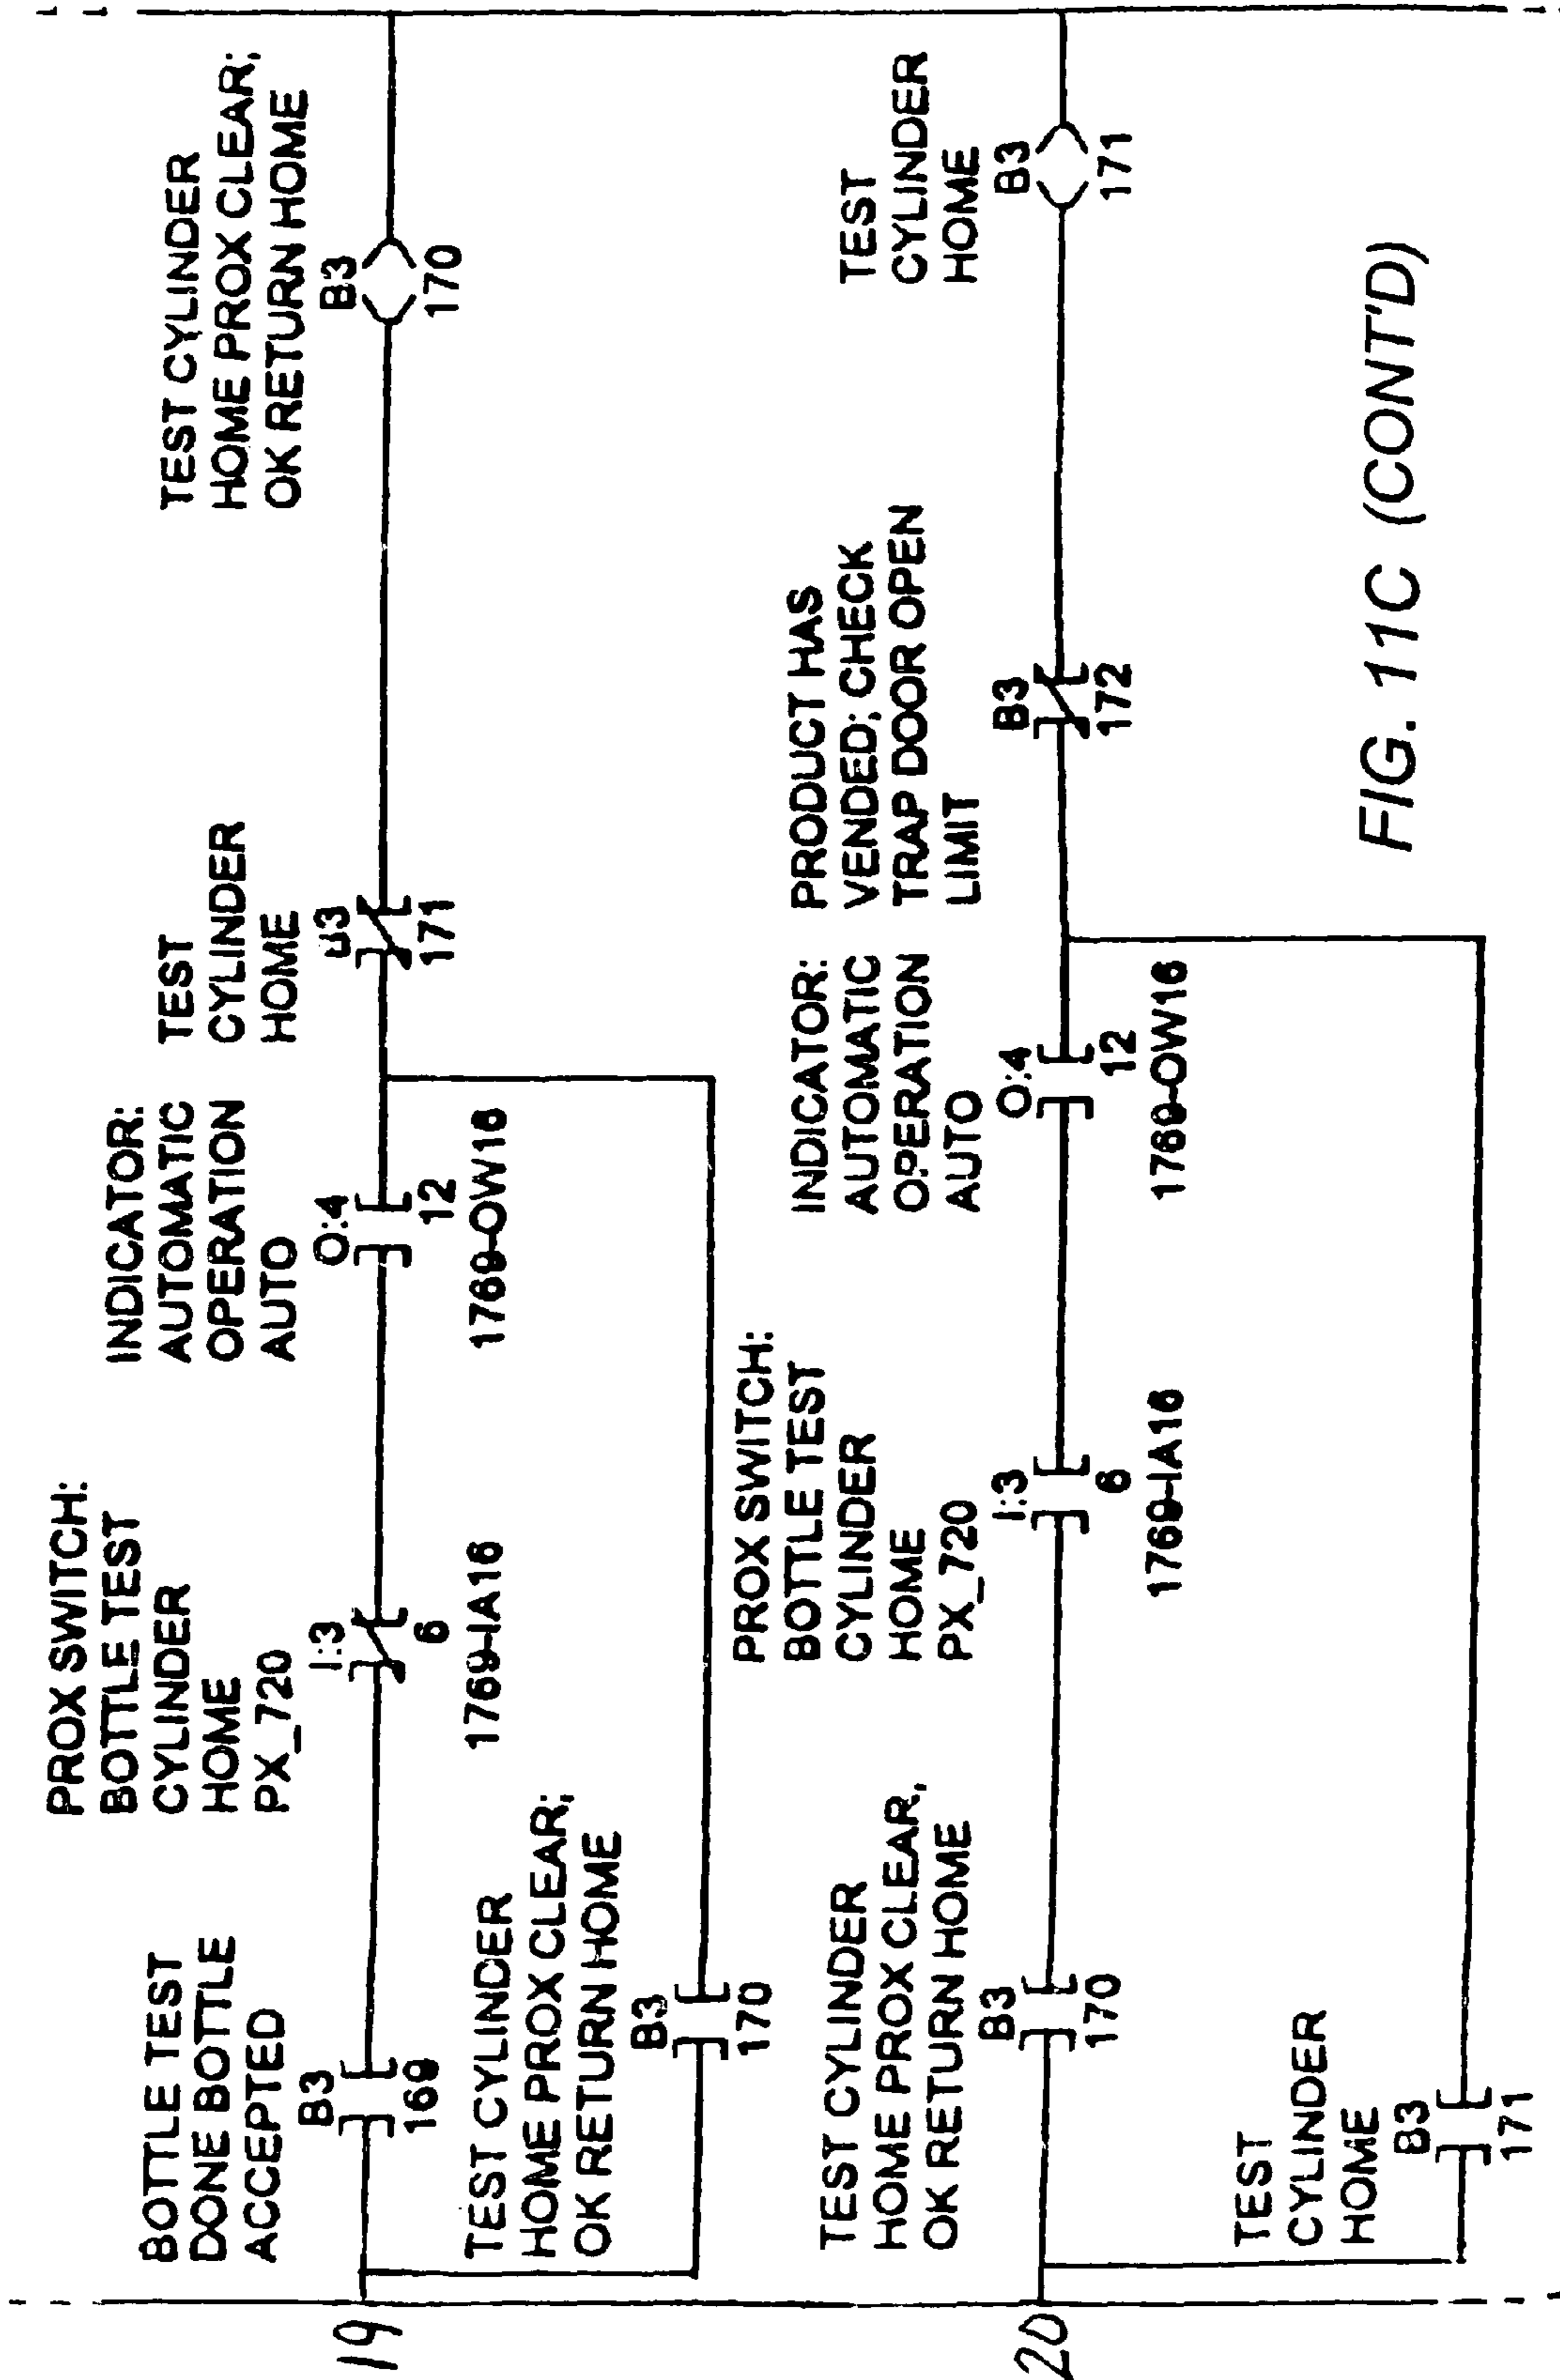 19
BOTTLE TEST
DONE BOTTLE
ACCEPTED
B3
169
PROX SWITCH:
BOTTLE TEST
CYLINDER
HOME
PX_720
I:3
6
1769-IA16
INDICATOR:
AUTOMATIC
OPERATION
AUTO
O:4
12
1769-OW16
TEST
CYLINDER
HOME
B3
171
TEST CYLINDER
HOME PROX CLEAR;
OK RETURN HOME
B3
170
TEST CYLINDER
HOME PROX CLEAR;
OK RETURN HOME
B3
170
20
TEST CYLINDER
HOME PROX CLEAR,
OK RETURN HOME
B3
170
PROX SWITCH:
BOTTLE TEST
CYLINDER
HOME
PX_720
I:3
6
1769-IA16
INDICATOR:
AUTOMATIC
OPERATION
AUTO
O:4
12
1769-OW16
PRODUCT HAS
VENDED; CHECK
TRAP DOOR OPEN
LIMIT
B3
172
TEST
CYLINDER
HOME
B3
171
TEST
CYLINDER
HOME
B3
171
FIG. 11C (CONT'D)